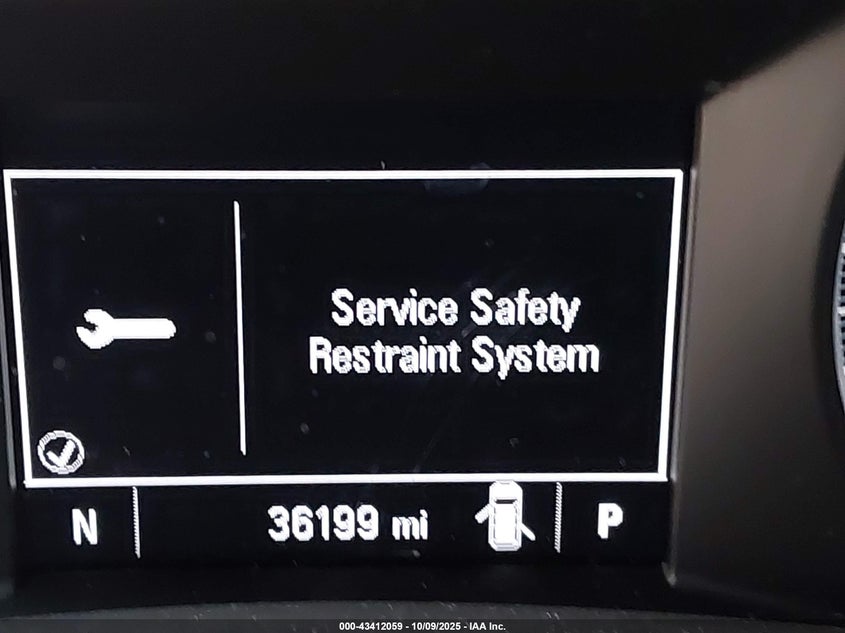 Service Safety
Restraint System
N
36199 mi
P
000-43412059 - 10/09/2025 - IAA Inc.